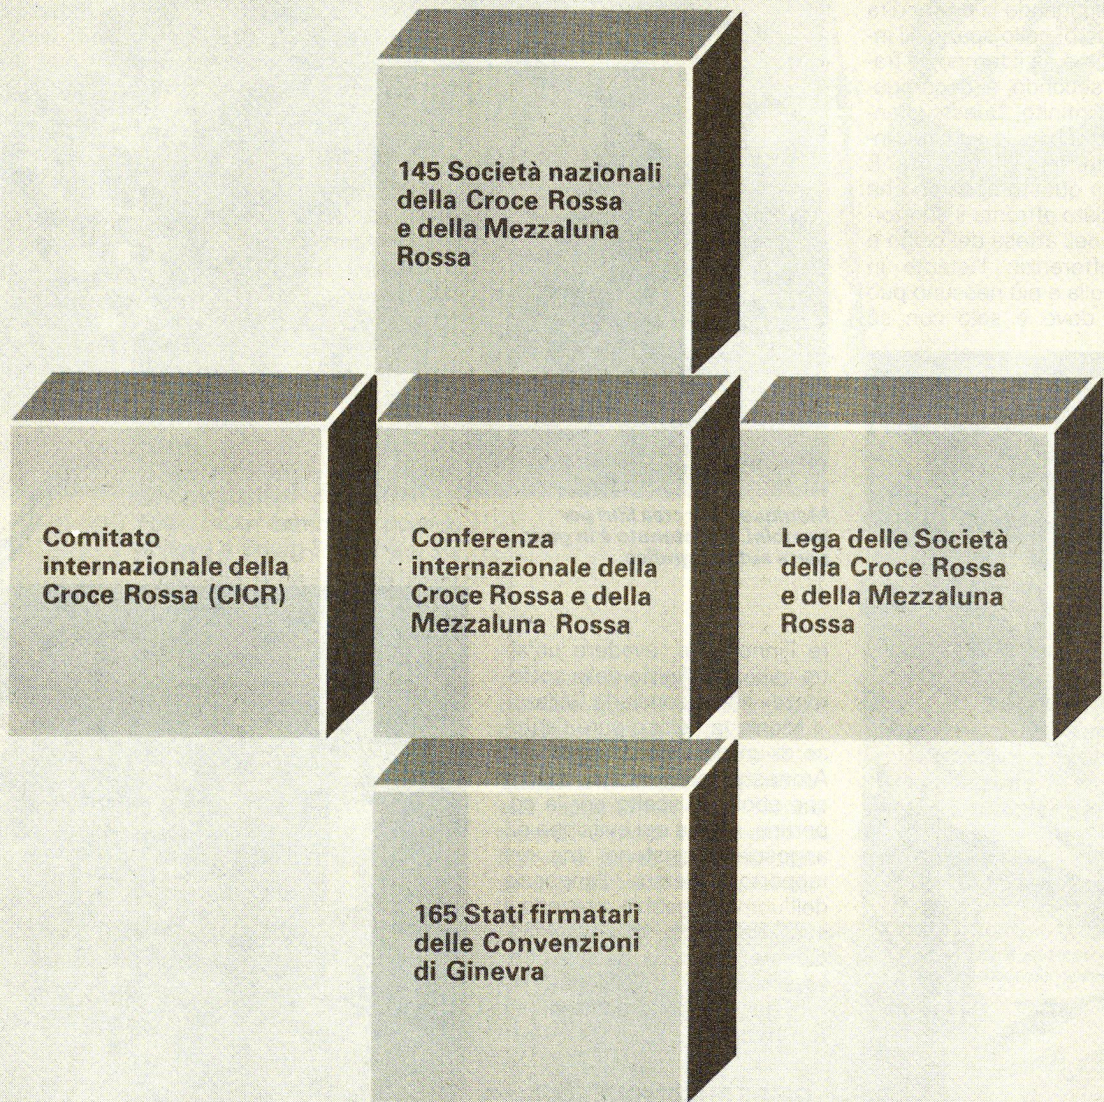 145 Società nazionali
della Croce Rossa
e della Mezzaluna
Rossa
Comitato
internazionale della
Croce Rossa (CICR)
Conferenza
internazionale della
Croce Rossa e della
Mezzaluna Rossa
Lega delle Società
della Croce Rossa
e della Mezzaluna
Rossa
165 Stati firmatari
delle Convenzioni
di Ginevra